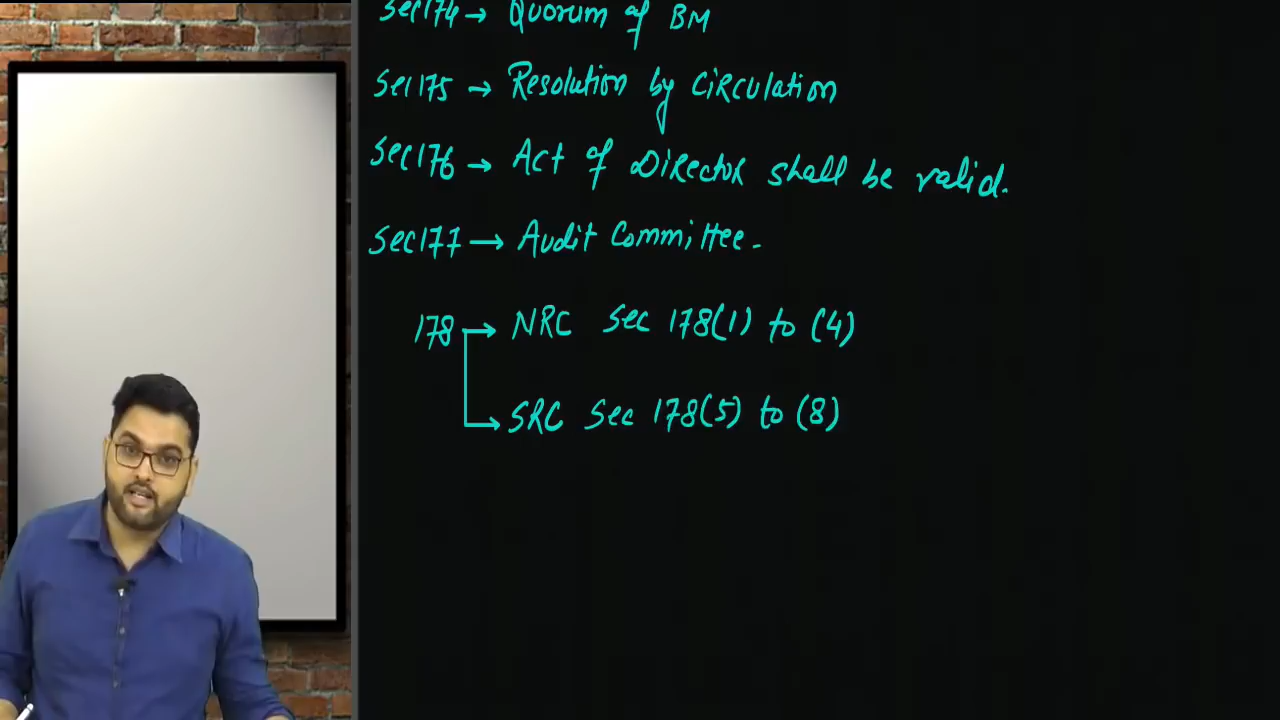 Sec174→ Quorum of BM
Sec175 → Resolution by Circulation
Sec176 → Act of Director shall be valid.
Sec177 → Audit Committee-
178 → NRC Sec 178(1) to (4)
→ SRC Sec 178(5) to (8)